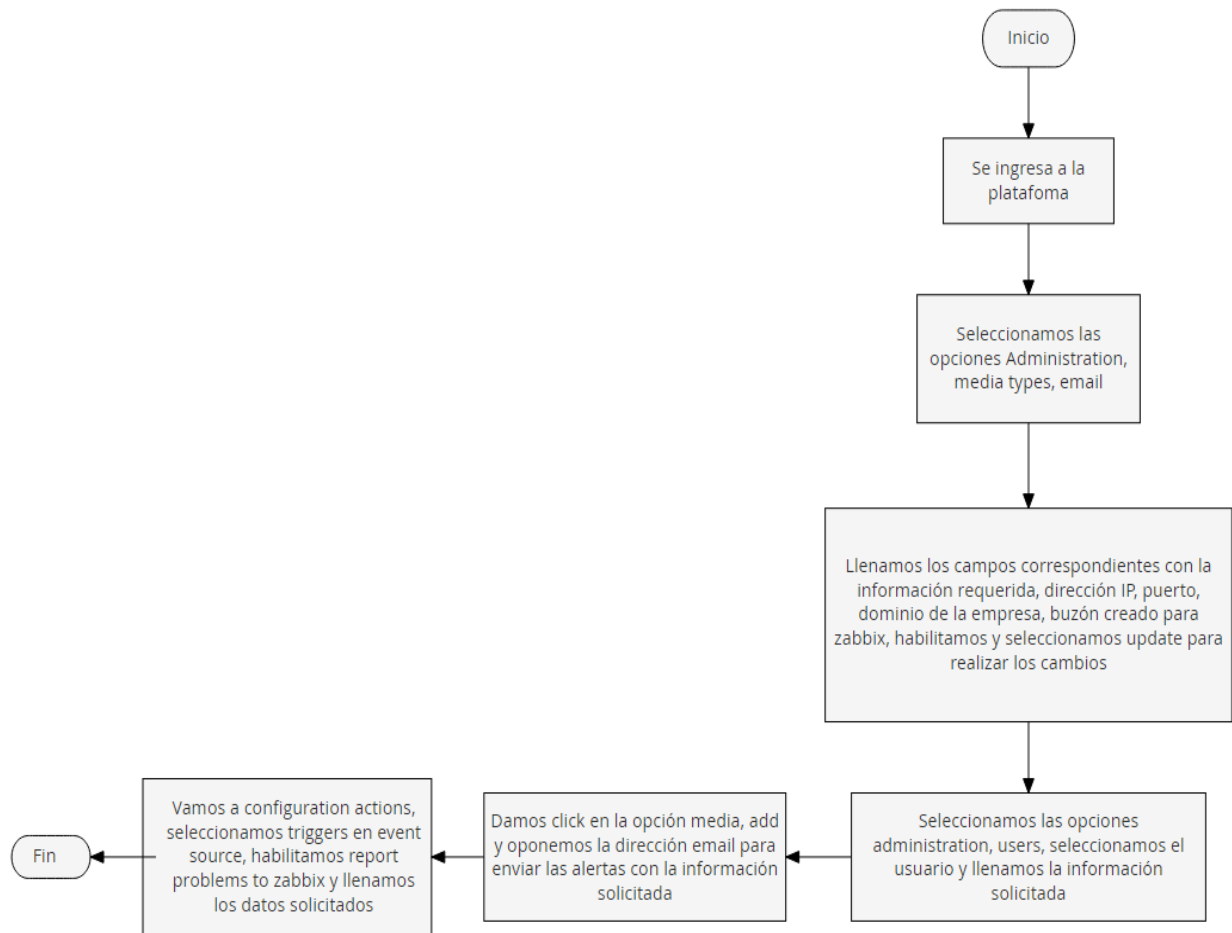 Inicio
Se ingresa a la
platafoma
Seleccionamos las
opciones Administration,
media types, email
Llenamos los campos correspondientes con la
información requerida, dirección IP, puerto,
dominio de la empresa, buzón creado para
zabbix, habilitamos y seleccionamos update para
realizar los cambios
Seleccionamos las opciones
administration, users, seleccionamos el
usuario y llenamos la información
solicitada
Damos click en la opción media, add
y oponemos la dirección email para
enviar las alertas con la información
solicitada
Vamos a configuration actions,
seleccionamos triggers en event
source, habilitamos report
problems to zabbix y llenamos
los datos solicitados
Fin